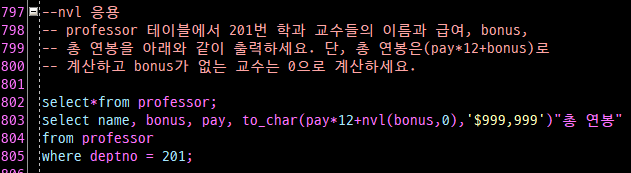 797 --nvl 응용
798 -- professor 테이블에서 201번 학과 교수들의 이름과 급여, bonus,
799 -- 총 연봉을 아래와 같이 출력하세요. 단, 총 연봉은(pay*12+bonus)로
800 -- 계산하고 bonus가 없는 교수는 0으로 계산하세요.
801
802 select*from professor;
803 select name, bonus, pay, to_char(pay*12+nvl(bonus,0),'$999,999')"총 연봉"
804 from professor
805 where deptno = 201;